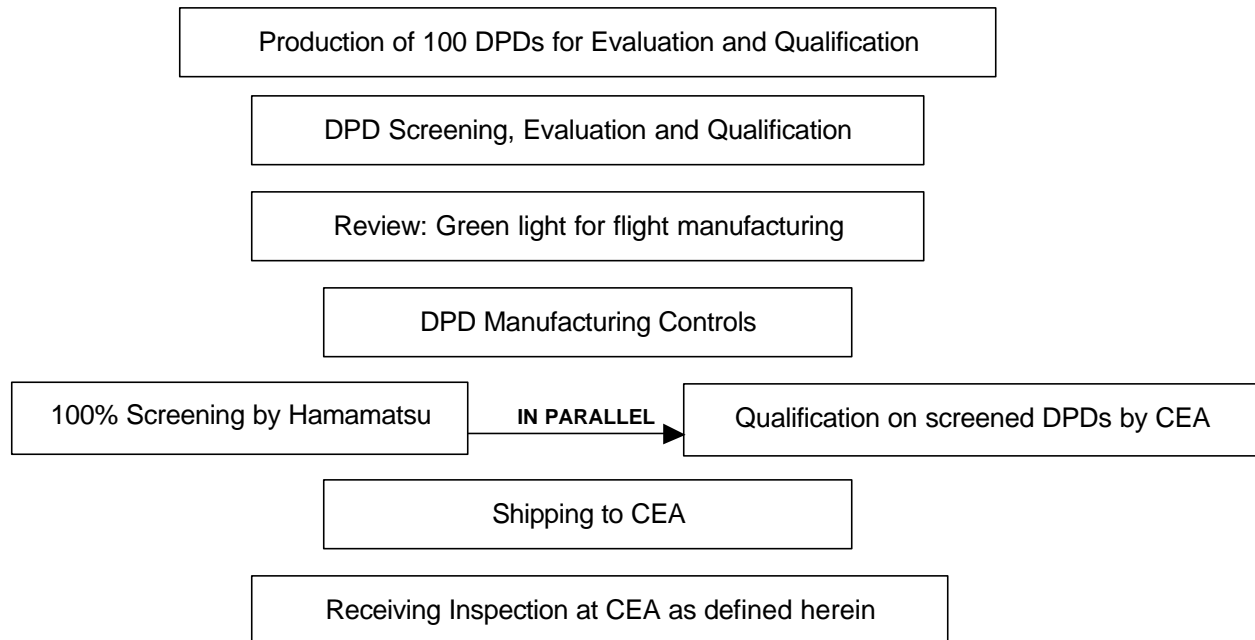 Production of 100 DPDs for Evaluation and Qualification
DPD Screening, Evaluation and Qualification
Review: Green light for flight manufacturing
DPD Manufacturing Controls
100% Screening by Hamamatsu
IN PARALLEL
Qualification on screened DPDs by CEA
Shipping to CEA
Receiving Inspection at CEA as defined herein